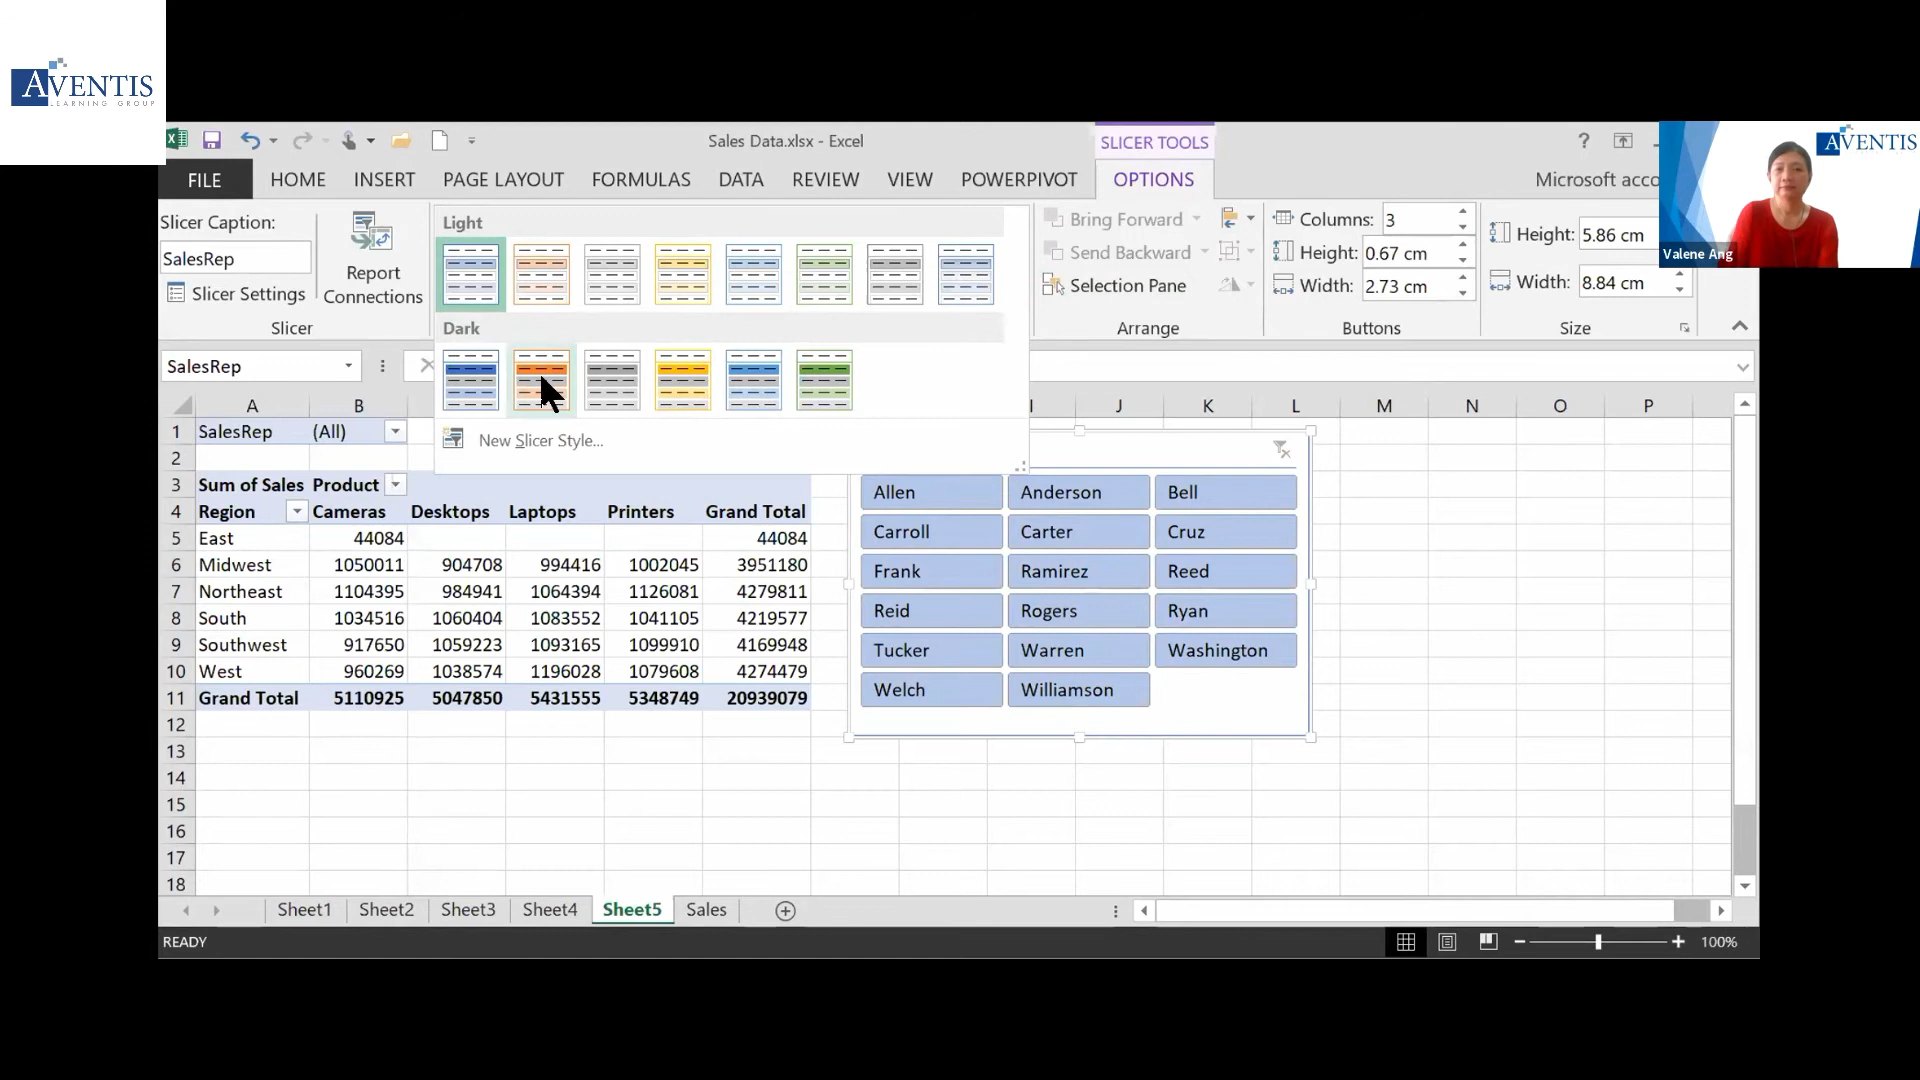 AVENTIS
LEARNING GROUP
Sales Data.xlsx - Excel
SLICER TOOLS
?
AVENTIS
FILE HOME INSERT PAGE LAYOUT FORMULAS DATA REVIEW VIEW POWERPIVOT OPTIONS Microsoft acco
Slicer Caption:
SalesRep
Slicer Settings
Report
Connections
Slicer
Light
Dark
New Slicer Style...
Bring Forward
Send Backward
Selection Pane
Arrange
Columns: 3
Height: 0.67 cm
Width: 2.73 cm
Buttons
Height: 5.86 cm
Width: 8.84 cm
Size
Valene Ang
SalesRep
A B I J K L M N O P
1 SalesRep (All)
2
3 Sum of Sales Product
4 Region Cameras Desktops Laptops Printers Grand Total
5 East 44084 44084
6 Midwest 1050011 904708 994416 1002045 3951180
7 Northeast 1104395 984941 1064394 1126081 4279811
8 South 1034516 1060404 1083552 1041105 4219577
9 Southwest 917650 1059223 1093165 1099910 4169948
10 West 960269 1038574 1196028 1079608 4274479
11 Grand Total 5110925 5047850 5431555 5348749 20939079
12
13
14
15
16
17
18
Allen Anderson Bell
Carroll Carter Cruz
Frank Ramirez Reed
Reid Rogers Ryan
Tucker Warren Washington
Welch Williamson
Sheet1 Sheet2 Sheet3 Sheet4 Sheet5 Sales
READY
100%